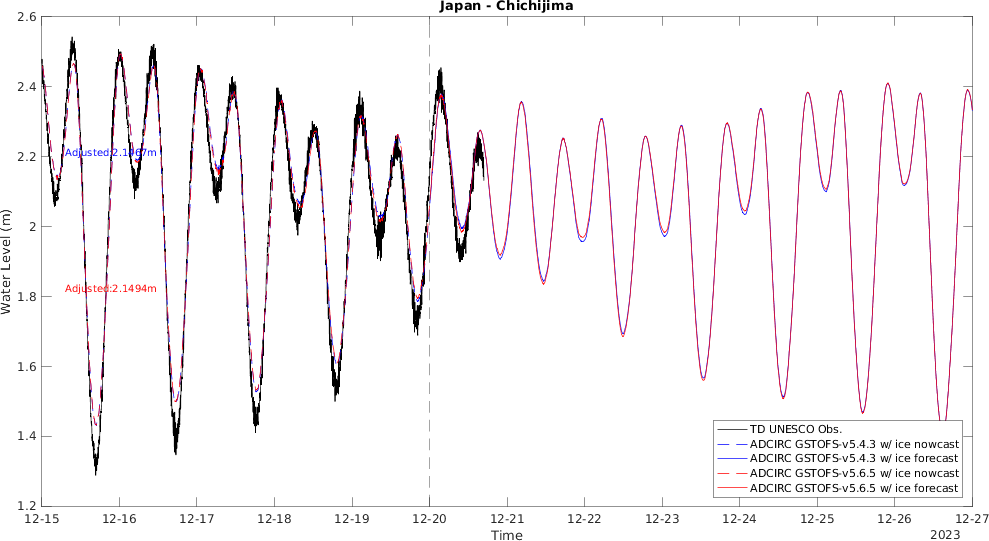 Japan - Chichijima
2.6
2.4
2.2
2
1.8
1.6
1.4
1.2
Water Level (m)
Adjusted:2.1967m
Adjusted:2.1494m
TD UNESCO Obs.
ADCIRC GSTOFS-v5.4.3 w/ ice nowcast
ADCIRC GSTOFS-v5.4.3 w/ ice forecast
ADCIRC GSTOFS-v5.6.5 w/ ice nowcast
ADCIRC GSTOFS-v5.6.5 w/ ice forecast
12-15 12-16 12-17 12-18 12-19 12-20 12-21 12-22 12-23 12-24 12-25 12-26 12-27
Time
2023